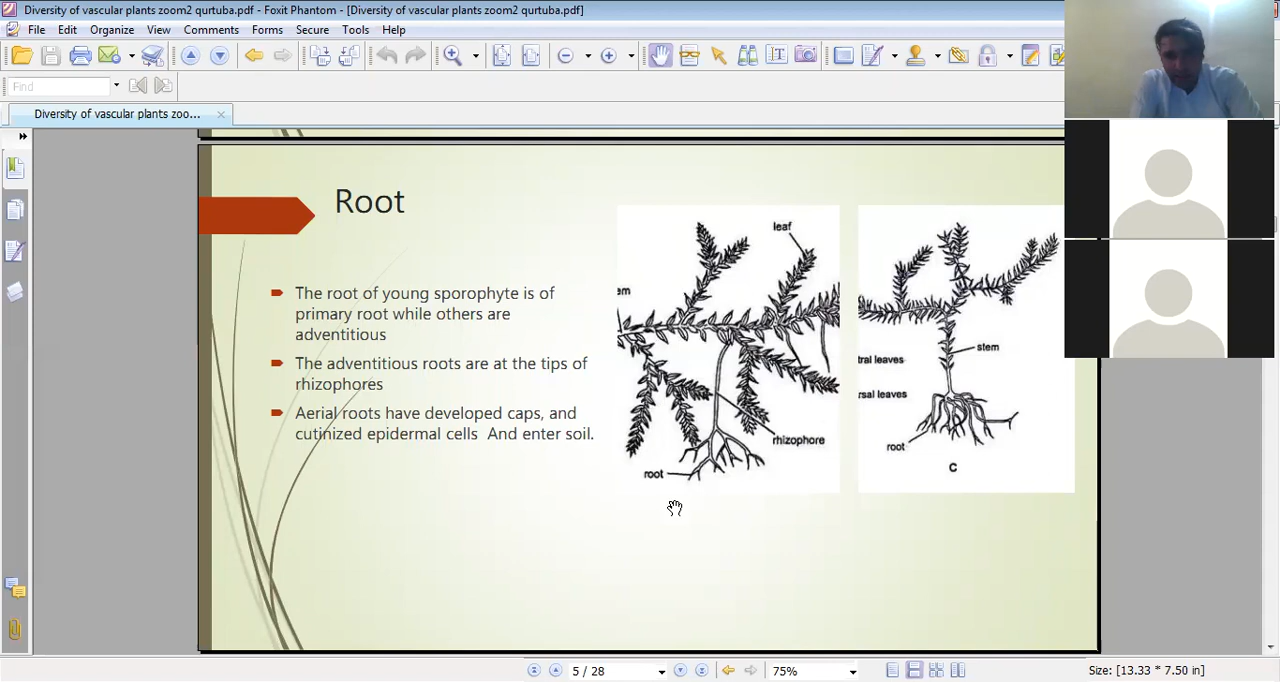 Diversity of vascular plants zoom2 qurtuba.pdf - Foxit Phantom - [Diversity of vascular plants zoom2 qurtuba.pdf]
File Edit Organize View Comments Forms Secure Tools Help
Find
Diversity of vascular plants zoo...
Root
The root of young sporophyte is of
primary root while others are
adventitious
The adventitious roots are at the tips of
rhizophores
Aerial roots have developed caps, and
cutinized epidermal cells And enter soil.
leaf
em
rhizophore
root
stem
tral leaves
rsal leaves
root
C
5 / 28
75%
Size: [13.33 * 7.50 in]